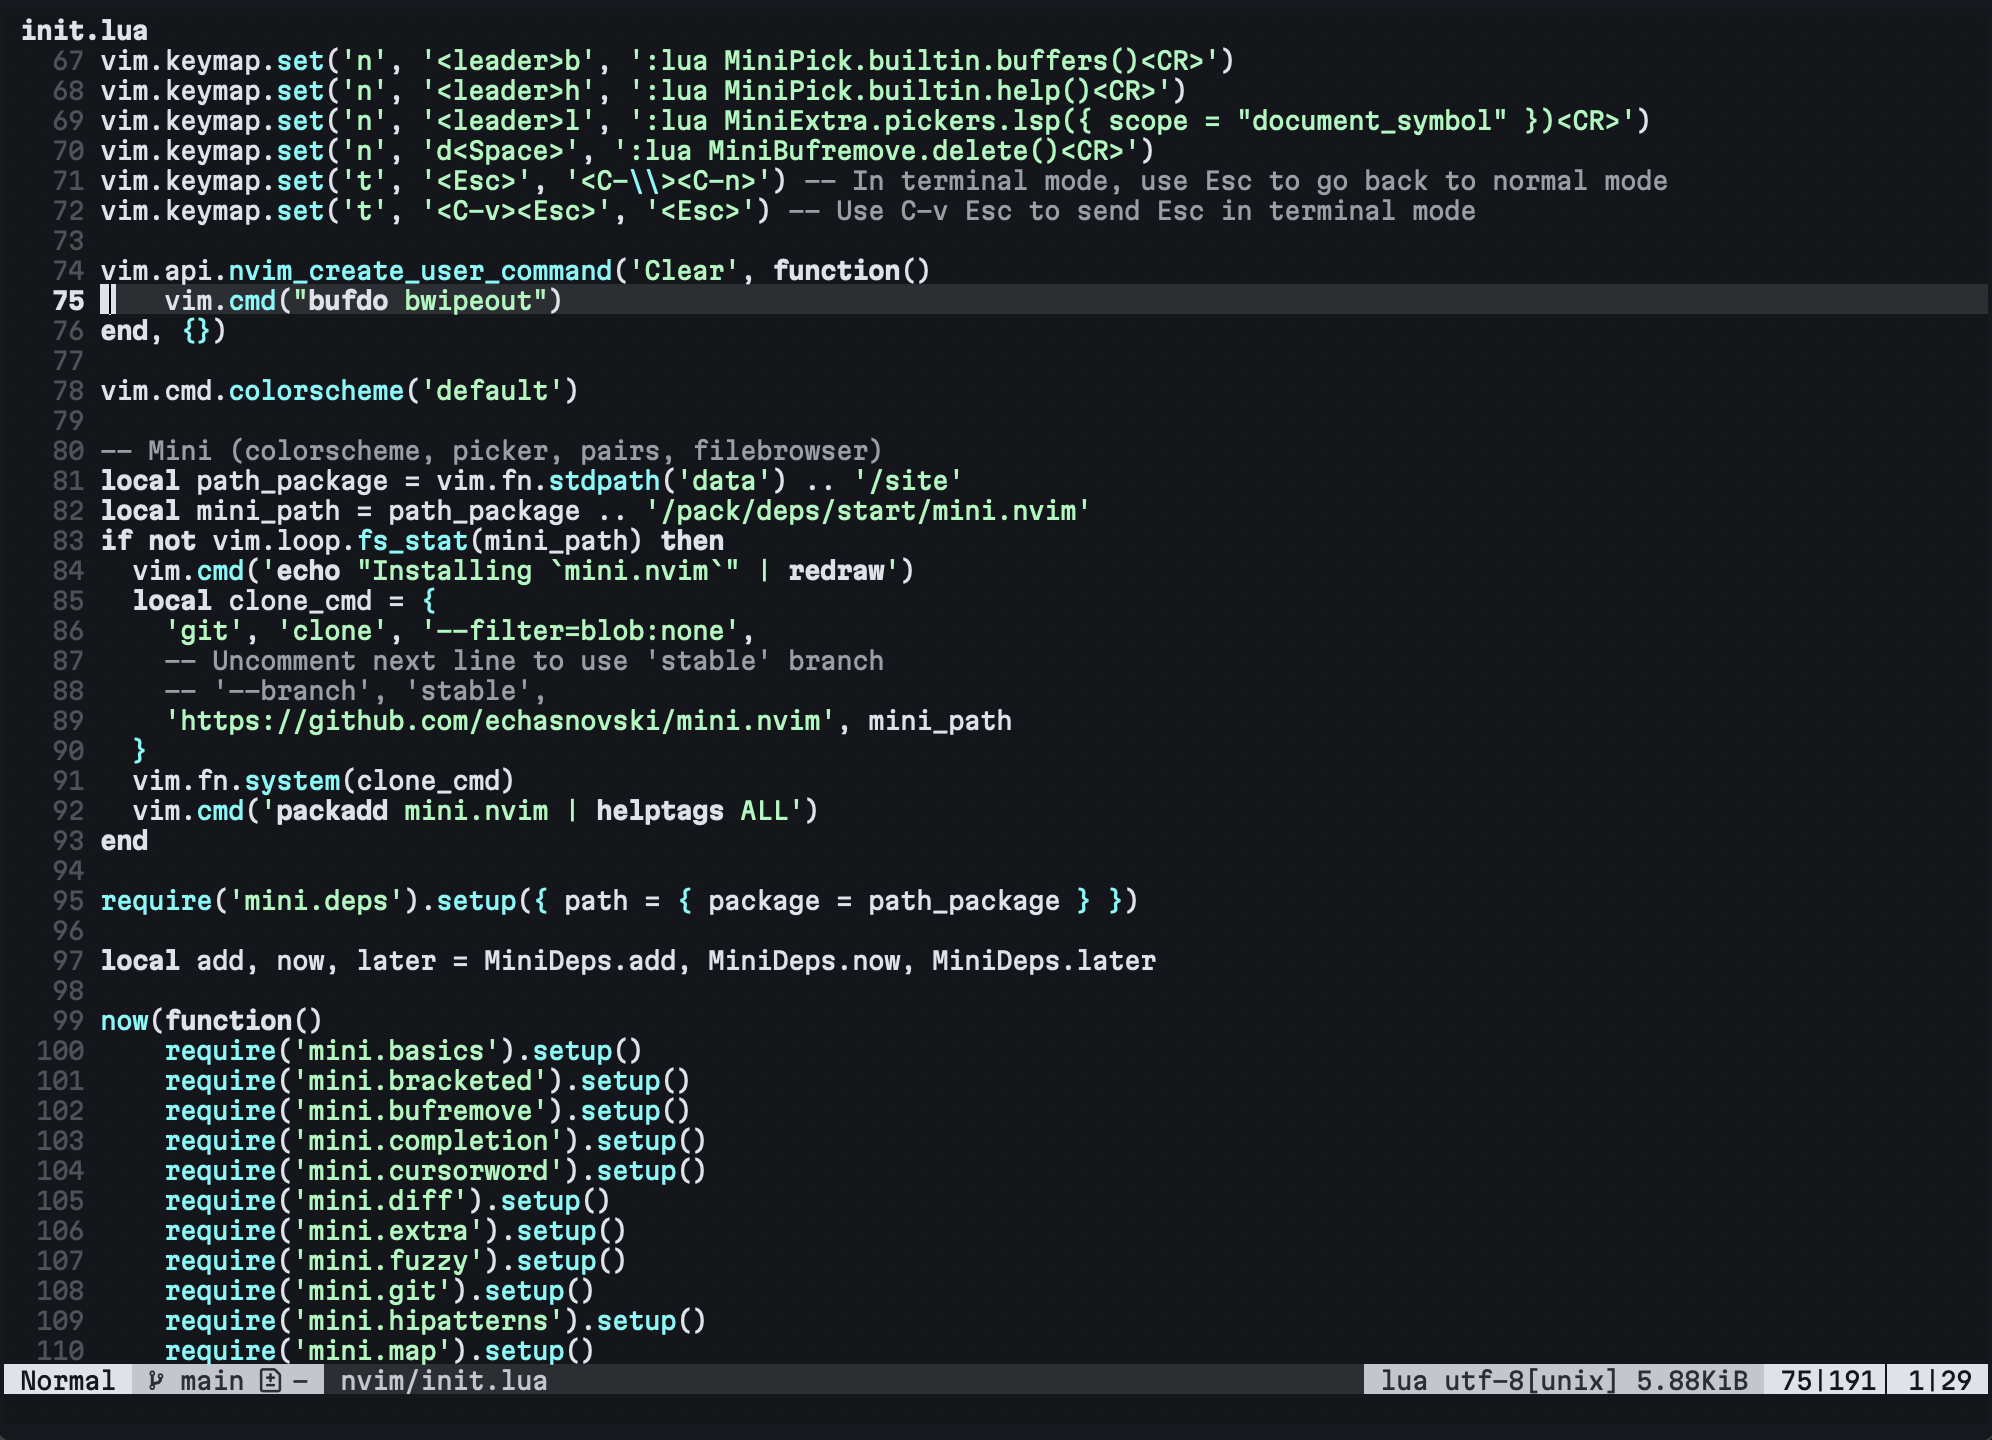 init.lua
67 vim.keymap.set('n', '<leader>b', ':lua MiniPick.builtin.buffers()<CR>')
68 vim.keymap.set('n', '<leader>h', ':lua MiniPick.builtin.help()<CR>')
69 vim.keymap.set('n', '<leader>l', ':lua MiniExtra.pickers.lsp({ scope = "document_symbol" })<CR>')
70 vim.keymap.set('n', 'd<Space>', ':lua MiniBufremove.delete()<CR>')
71 vim.keymap.set('t', '<Esc>', '<C-\\><C-n>') -- In terminal mode, use Esc to go back to normal mode
72 vim.keymap.set('t', '<C-v><Esc>', '<Esc>') -- Use C-v Esc to send Esc in terminal mode
73
74 vim.api.nvim_create_user_command('Clear', function()
75     vim.cmd("bufdo bwipeout")
76 end, {})
77
78 vim.cmd.colorscheme('default')
79
80 -- Mini (colorscheme, picker, pairs, filebrowser)
81 local path_package = vim.fn.stdpath('data') .. '/site'
82 local mini_path = path_package .. '/pack/deps/start/mini.nvim'
83 if not vim.loop.fs_stat(mini_path) then
84   vim.cmd('echo "Installing `mini.nvim`" | redraw')
85   local clone_cmd = {
86     'git', 'clone', '--filter=blob:none',
87     -- Uncomment next line to use 'stable' branch
88     -- '--branch', 'stable',
89     'https://github.com/echasnovski/mini.nvim', mini_path
90   }
91   vim.fn.system(clone_cmd)
92   vim.cmd('packadd mini.nvim | helptags ALL')
93 end
94
95 require('mini.deps').setup({ path = { package = path_package } })
96
97 local add, now, later = MiniDeps.add, MiniDeps.now, MiniDeps.later
98
99 now(function()
100     require('mini.basics').setup()
101     require('mini.bracketed').setup()
102     require('mini.bufremove').setup()
103     require('mini.completion').setup()
104     require('mini.cursorword').setup()
105     require('mini.diff').setup()
106     require('mini.extra').setup()
107     require('mini.fuzzy').setup()
108     require('mini.git').setup()
109     require('mini.hipatterns').setup()
110     require('mini.map').setup()
Normal main - nvim/init.lua lua utf-8[unix] 5.88KiB 75|191 1|29